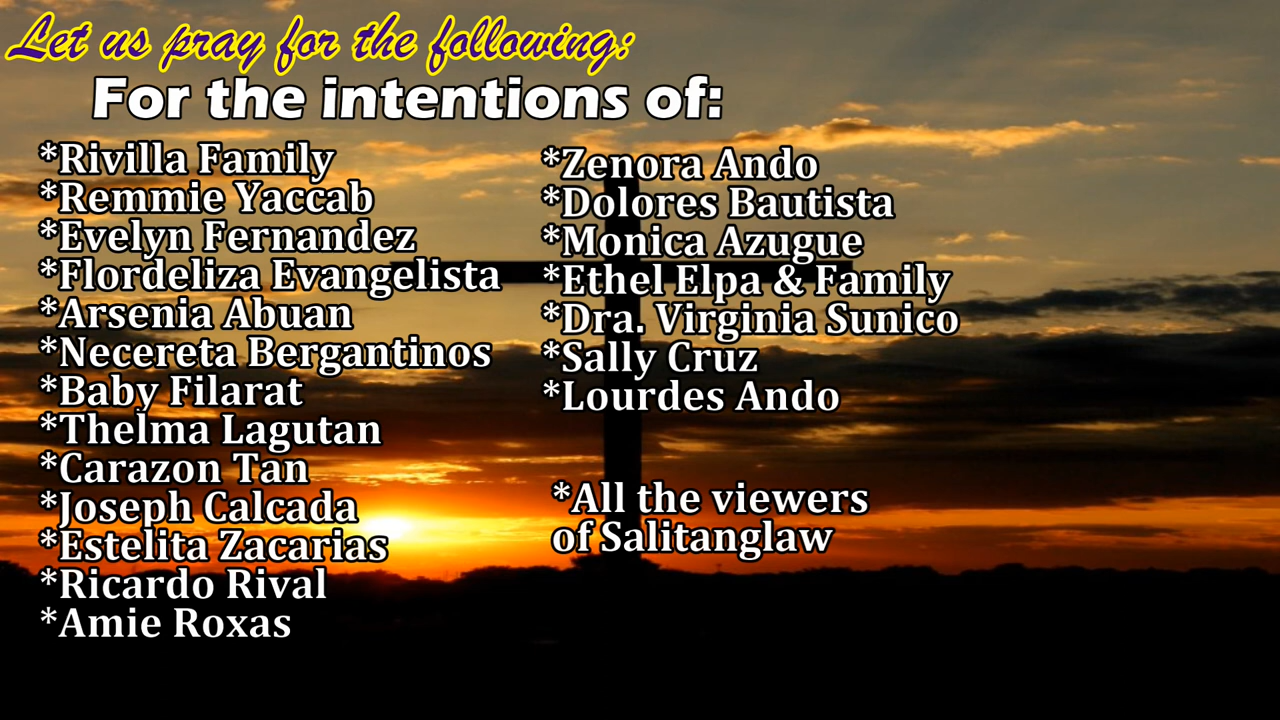 Let us pray for the following:
For the intentions of:
*Rivilla Family
*Remmie Yaccab
*Evelyn Fernandez
*Flordeliza Evangelista
*Arsenia Abuan
*Necereta Bergantinos
*Baby Filarat
*Thelma Lagutan
*Carazon Tan
*Joseph Calcada
*Estelita Zacarias
*Ricardo Rival
*Amie Roxas
*Zenora Ando
*Dolores Bautista
*Monica Azugue
*Ethel Elpa & Family
*Dra. Virginia Sunico
*Sally Cruz
*Lourdes Ando
*All the viewers
of Salitanglaw